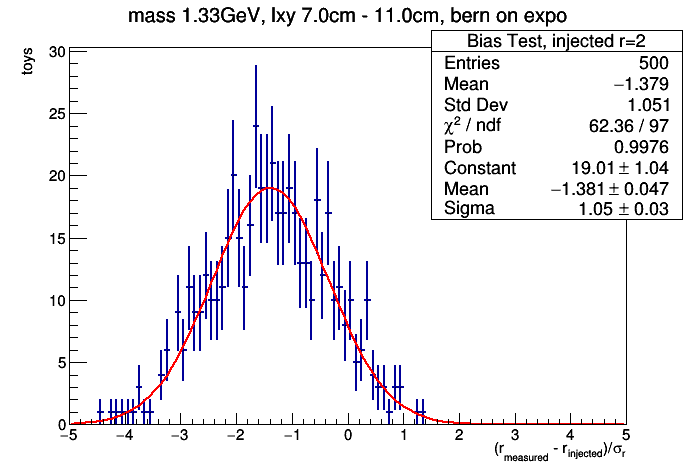 mass 1.33GeV, lxy 7.0cm - 11.0cm, bern on expo
toys
Bias Test, injected r=2
Entries 500
Mean −1.379
Std Dev 1.051
χ² / ndf 62.36 / 97
Prob 0.9976
Constant 19.01 ± 1.04
Mean −1.381 ± 0.047
Sigma 1.05 ± 0.03
30
25
20
15
10
5
0
−5 −4 −3 −2 −1 0 1 2 3 4 5
(r_measured - r_injected)/σ_r